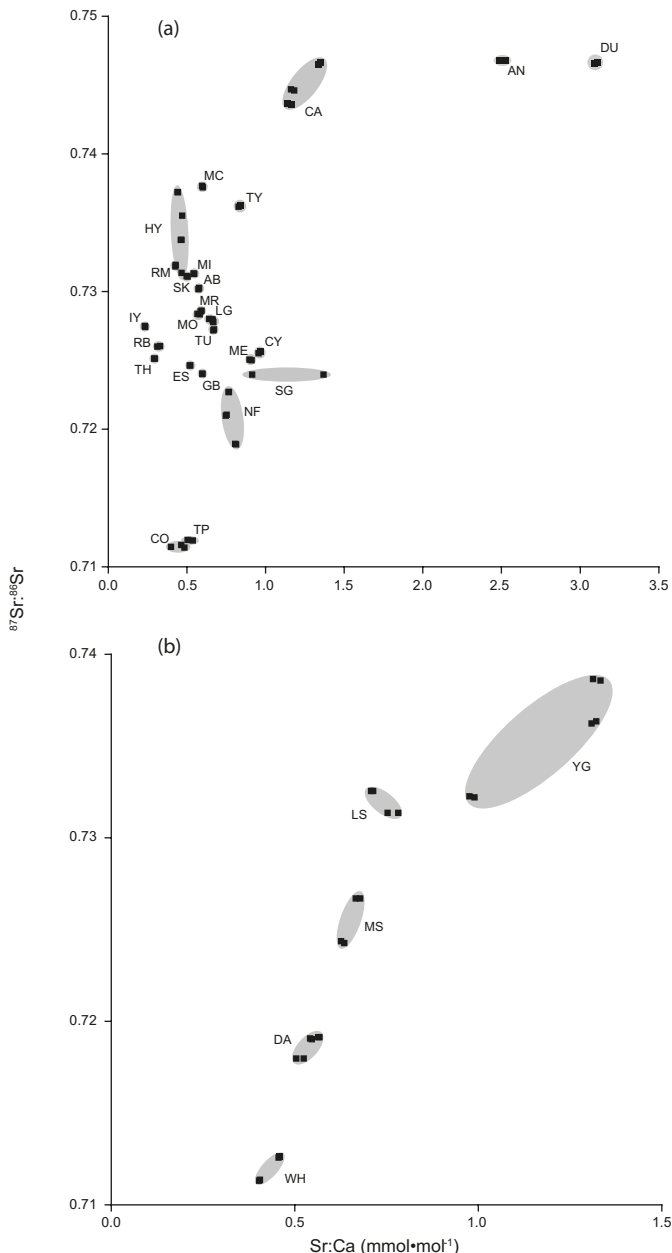 (a)
0.75
0.74
0.73
0.72
0.71
DU
AN
CA
MC
TY
HY
RM
MI
SK
AB
MR
LG
IY
MO
TU
RB
CY
ME
TH
ES
GB
SG
NF
CO
TP
0.0 0.5 1.0 1.5 2.0 2.5 3.0 3.5
⁸⁷Sr:⁸⁶Sr
(b)
0.74
0.73
0.72
0.71
YG
LS
MS
DA
WH
0.0 0.5 1.0 1.5
Sr:Ca (mmol•mol⁻¹)